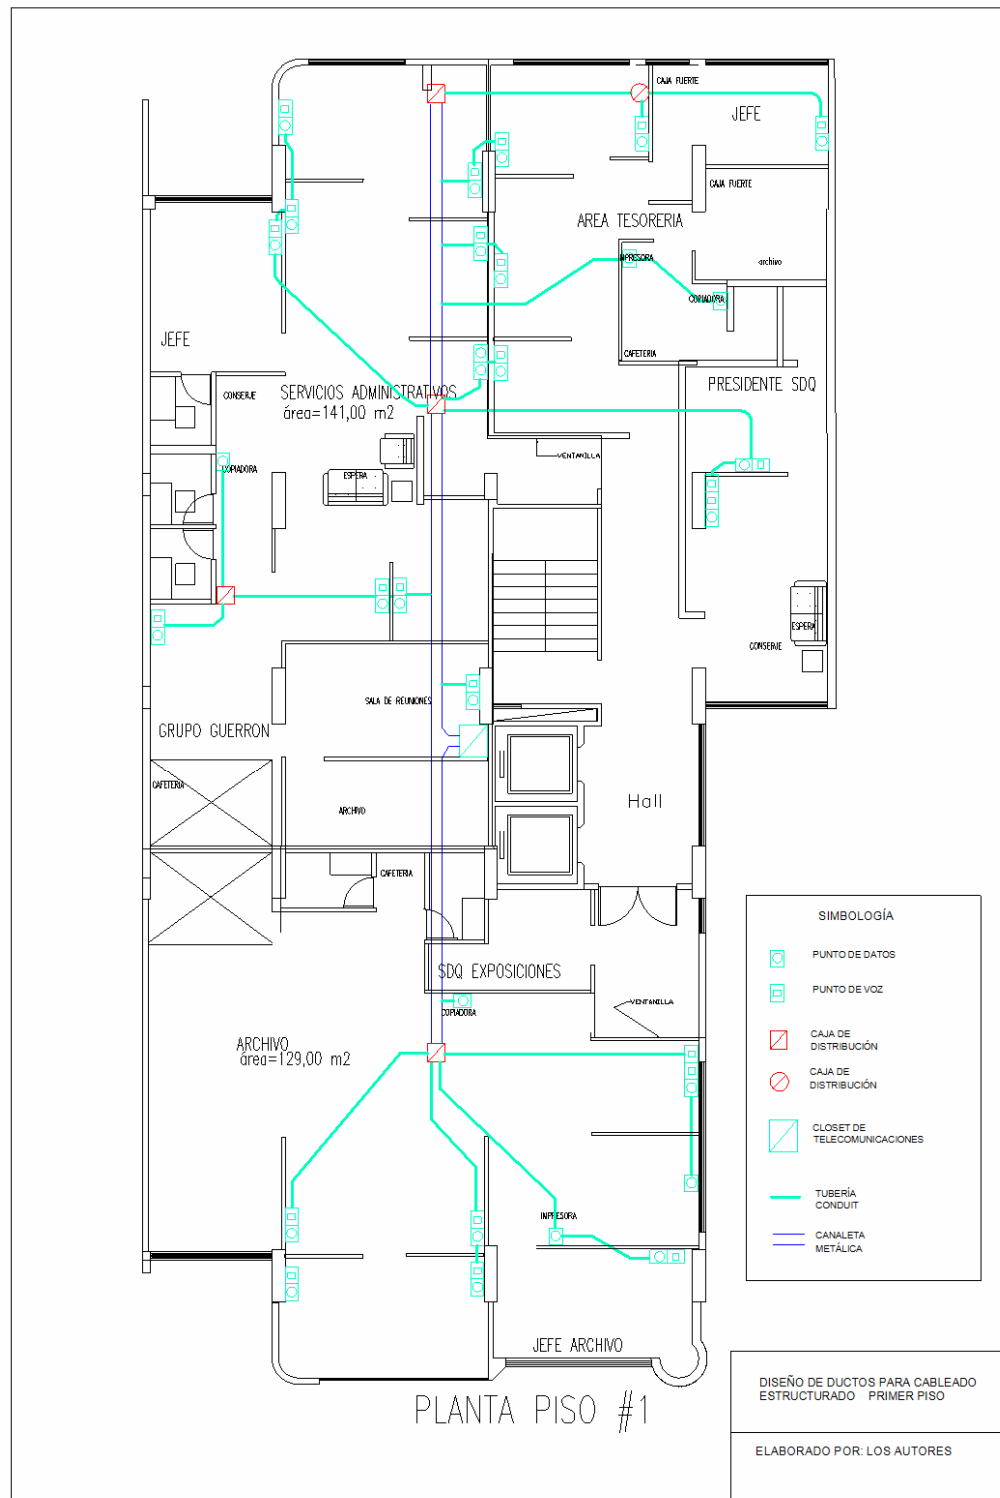 CAJA FUERTE
JEFE
CAJA FUERTE
AREA TESORERIA
archivo
IMPRESORA
COPIADORA
JEFE
CAFETERIA
SERVICIOS ADMINISTRATIVOS
área=141,00 m2
PRESIDENTE SDQ
CONSERJE
VENTANILLA
COPIADORA
ESPERA
ESPERA
CONSERJE
SALA DE REUNIONES
GRUPO GUERRON
CAFETERIA
ARCHIVO
Hall
CAFETERIA
SDQ EXPOSICIONES
VENTANILLA
COPIADORA
ARCHIVO
área=129,00 m2
IMPRESORA
JEFE ARCHIVO
PLANTA PISO #1
SIMBOLOGÍA
PUNTO DE DATOS
PUNTO DE VOZ
CAJA DE
DISTRIBUCIÓN
CAJA DE
DISTRIBUCIÓN
CLOSET DE
TELECOMUNICACIONES
TUBERÍA
CONDUIT
CANALETA
METÁLICA
DISEÑO DE DUCTOS PARA CABLEADO
ESTRUCTURADO PRIMER PISO
ELABORADO POR: LOS AUTORES